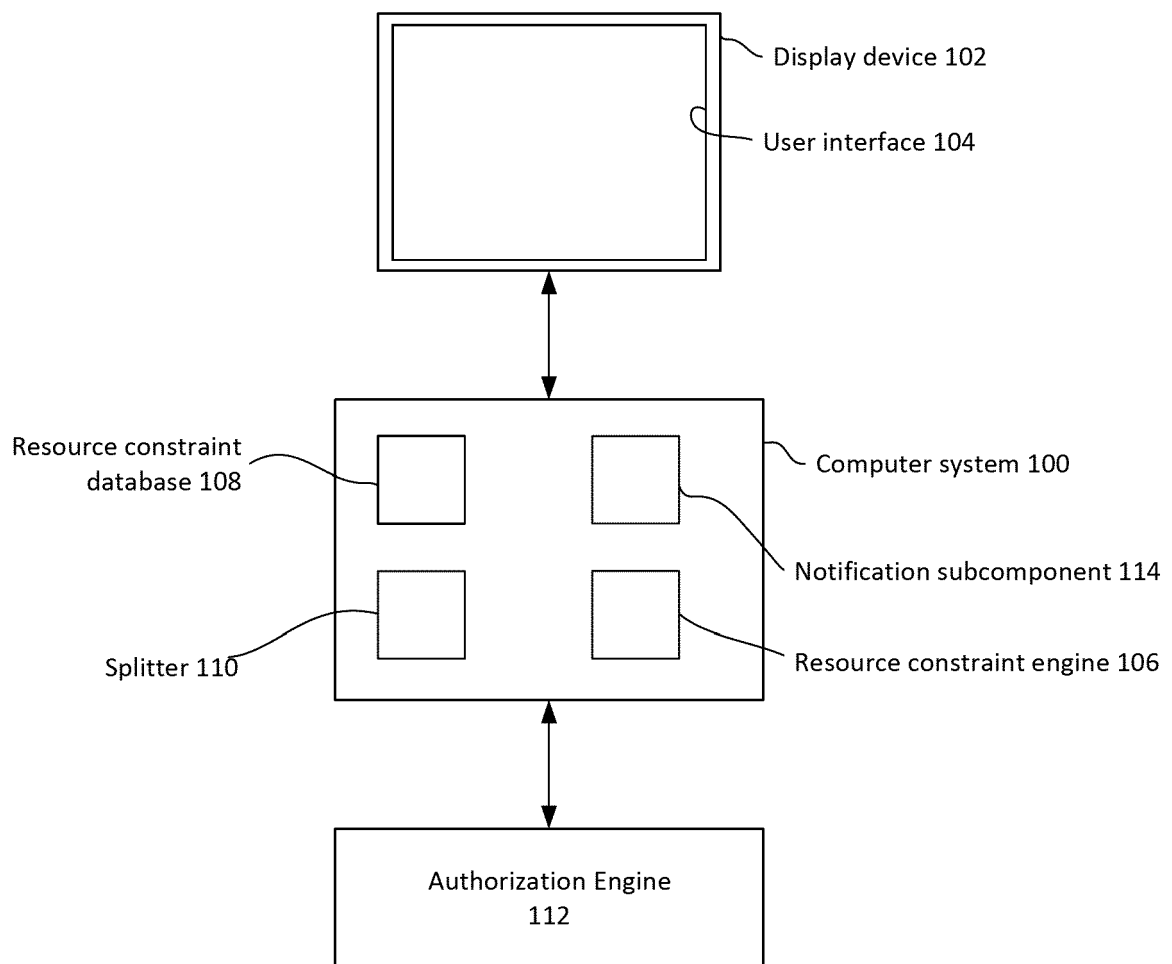 Display device 102
User interface 104
Resource constraint
database 108
Computer system 100
Notification subcomponent 114
Splitter 110
Resource constraint engine 106
Authorization Engine
112